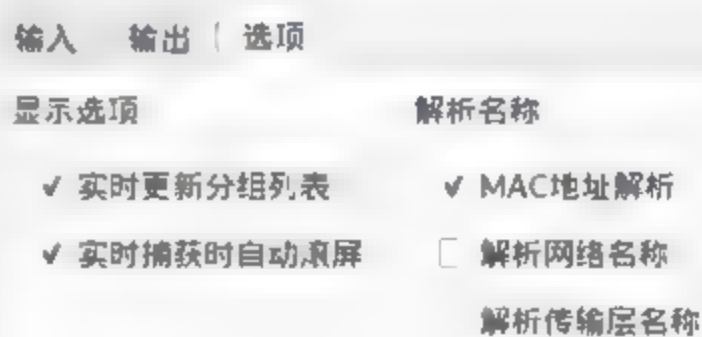 输入 输出 选项
显示选项 解析名称
✓ 实时更新分组列表 ✓ MAC地址解析
✓ 实时捕获时自动滚屏 解析网络名称
解析传输层名称